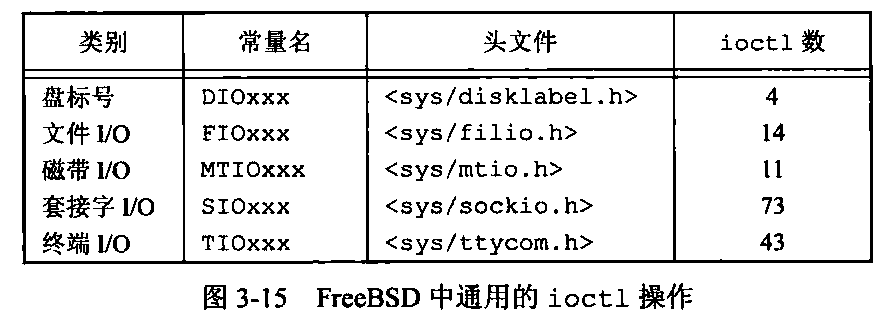 类别 常量名 头文件 ioctl 数
盘标号 DIOxxx <sys/disklabel.h> 4
文件 I/O FIOxxx <sys/filio.h> 14
磁带 I/O MTIOxxx <sys/mtio.h> 11
套接字 I/O SIOxxx <sys/sockio.h> 73
终端 I/O TIOxxx <sys/ttycom.h> 43
图 3-15 FreeBSD 中通用的 ioctl 操作